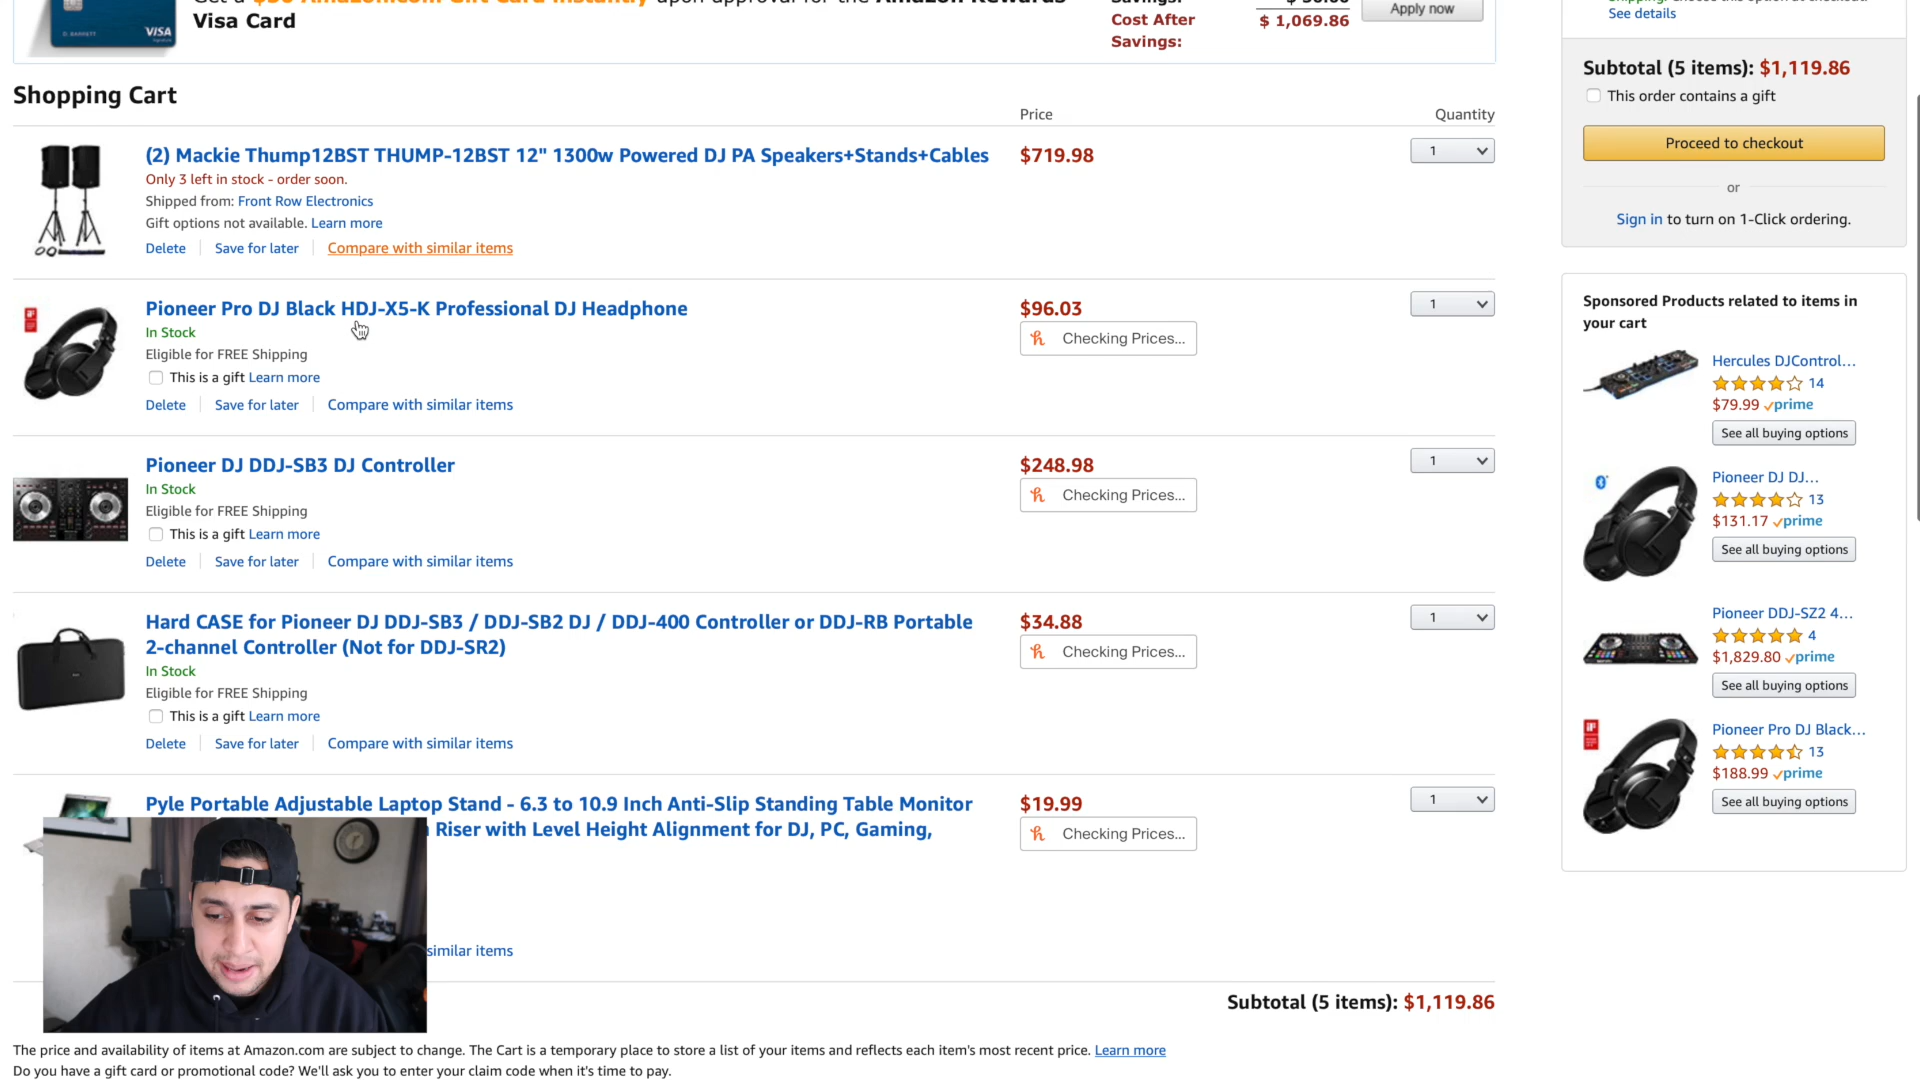 Visa Card
D. BARRETT
VISA
Cost After
Savings:
$ 1,069.86
Apply now
See details
Subtotal (5 items): $1,119.86
This order contains a gift
Proceed to checkout
or
Sign in to turn on 1-Click ordering.
Shopping Cart
Price
Quantity
(2) Mackie Thump12BST THUMP-12BST 12" 1300w Powered DJ PA Speakers+Stands+Cables
$719.98
1
Only 3 left in stock - order soon.
Shipped from: Front Row Electronics
Gift options not available. Learn more
Delete
Save for later
Compare with similar items
Pioneer Pro DJ Black HDJ-X5-K Professional DJ Headphone
$96.03
1
In Stock
Checking Prices...
Eligible for FREE Shipping
This is a gift Learn more
Delete
Save for later
Compare with similar items
Pioneer DJ DDJ-SB3 DJ Controller
$248.98
1
In Stock
Checking Prices...
Eligible for FREE Shipping
This is a gift Learn more
Delete
Save for later
Compare with similar items
Hard CASE for Pioneer DJ DDJ-SB3 / DDJ-SB2 DJ / DDJ-400 Controller or DDJ-RB Portable
2-channel Controller (Not for DDJ-SR2)
$34.88
1
Checking Prices...
In Stock
Eligible for FREE Shipping
This is a gift Learn more
Delete
Save for later
Compare with similar items
Pyle Portable Adjustable Laptop Stand - 6.3 to 10.9 Inch Anti-Slip Standing Table Monitor
Riser with Level Height Alignment for DJ, PC, Gaming,
$19.99
1
Checking Prices...
similar items
Subtotal (5 items): $1,119.86
The price and availability of items at Amazon.com are subject to change. The Cart is a temporary place to store a list of your items and reflects each item's most recent price. Learn more
Do you have a gift card or promotional code? We'll ask you to enter your claim code when it's time to pay.
Sponsored Products related to items in
your cart
Hercules DJControl...
14
$79.99 prime
See all buying options
Pioneer DJ DJ...
13
$131.17 prime
See all buying options
Pioneer DDJ-SZ2 4...
4
$1,829.80 prime
See all buying options
Pioneer Pro DJ Black...
13
$188.99 prime
See all buying options